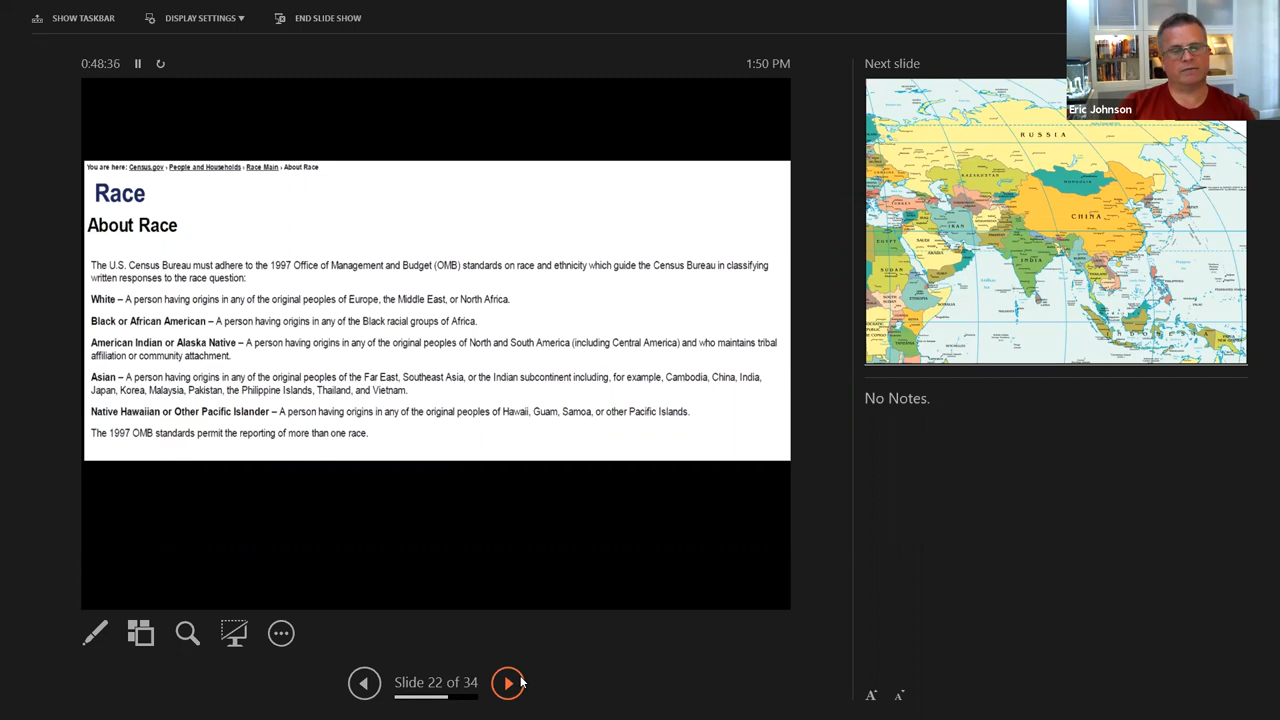 SHOW TASKBAR
DISPLAY SETTINGS ▾
END SLIDE SHOW
0:48:36
1:50 PM
You are here: Census.gov › People and Households › Race Main › About Race
Race
About Race
The U.S. Census Bureau must adhere to the 1997 Office of Management and Budget (OMB) standards on race and ethnicity which guide the Census Bureau in classifying
written responses to the race question:
White – A person having origins in any of the original peoples of Europe, the Middle East, or North Africa.
Black or African American – A person having origins in any of the Black racial groups of Africa.
American Indian or Alaska Native – A person having origins in any of the original peoples of North and South America (including Central America) and who maintains tribal
affiliation or community attachment.
Asian – A person having origins in any of the original peoples of the Far East, Southeast Asia, or the Indian subcontinent including, for example, Cambodia, China, India,
Japan, Korea, Malaysia, Pakistan, the Philippine Islands, Thailand, and Vietnam.
Native Hawaiian or Other Pacific Islander – A person having origins in any of the original peoples of Hawaii, Guam, Samoa, or other Pacific Islands.
The 1997 OMB standards permit the reporting of more than one race.
Slide 22 of 34
Next slide
Eric Johnson
RUSSIA
KAZAKHSTAN
MONGOLIA
CHINA
IRAN
EGYPT
SAUDI
ARABIA
INDIA
SUDAN
No Notes.
A A